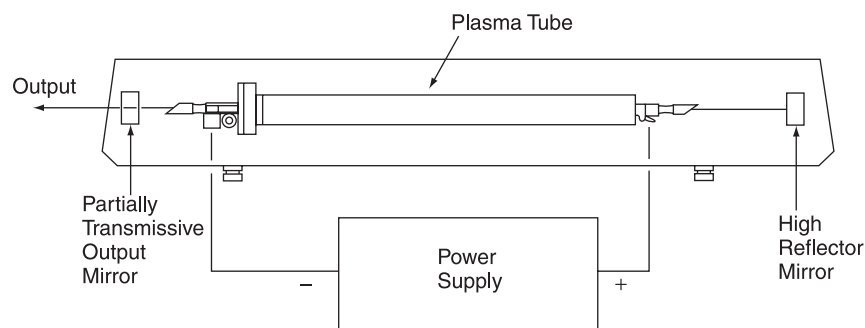 Plasma Tube
Output
Partially
Transmissive
Output
Mirror
Power
Supply
−
+
High
Reflector
Mirror